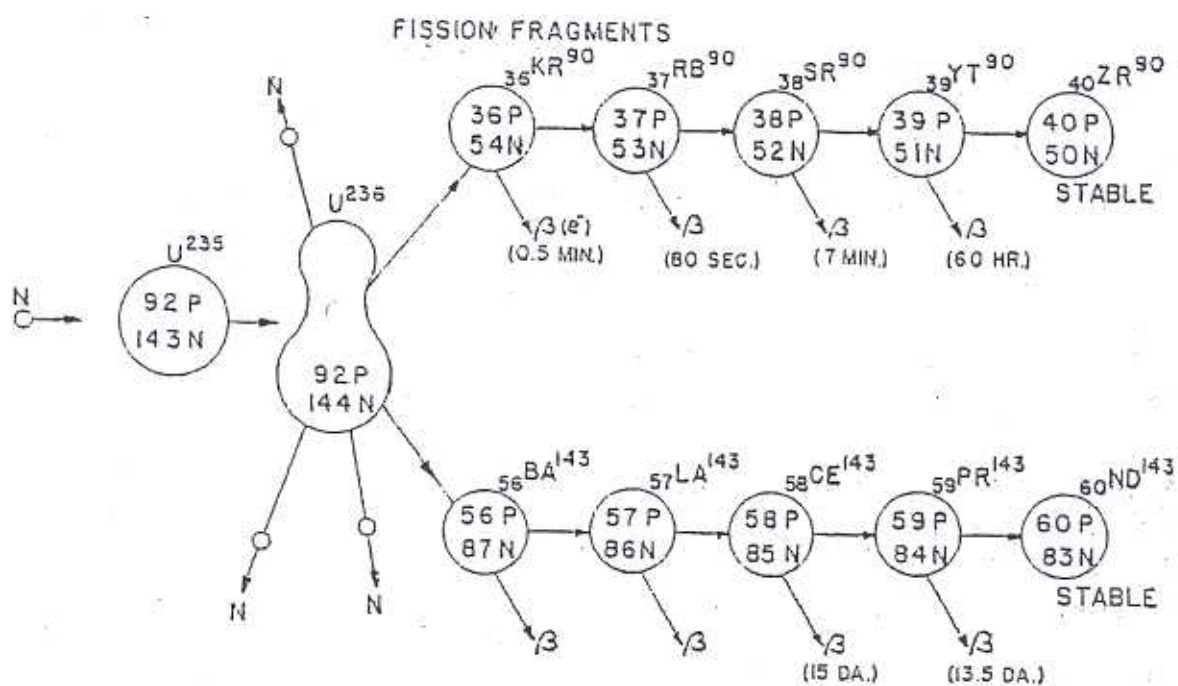 FISSION FRAGMENTS
36KR90
37RB90
38SR90
39YT90
40ZR90
36P
54N
37P
53N
38P
52N
39P
51N
40P
50N
STABLE
β(e-)
(0.5 MIN.)
β
(80 SEC.)
β
(7 MIN.)
β
(60 HR.)
N
U236
U235
N
92P
143N
92P
144N
N
N
56BA143
57LA143
58CE143
59PR143
60ND143
56P
87N
57P
86N
58P
85N
59P
84N
60P
83N
STABLE
β
β
β
(15 DA.)
β
(13.5 DA.)